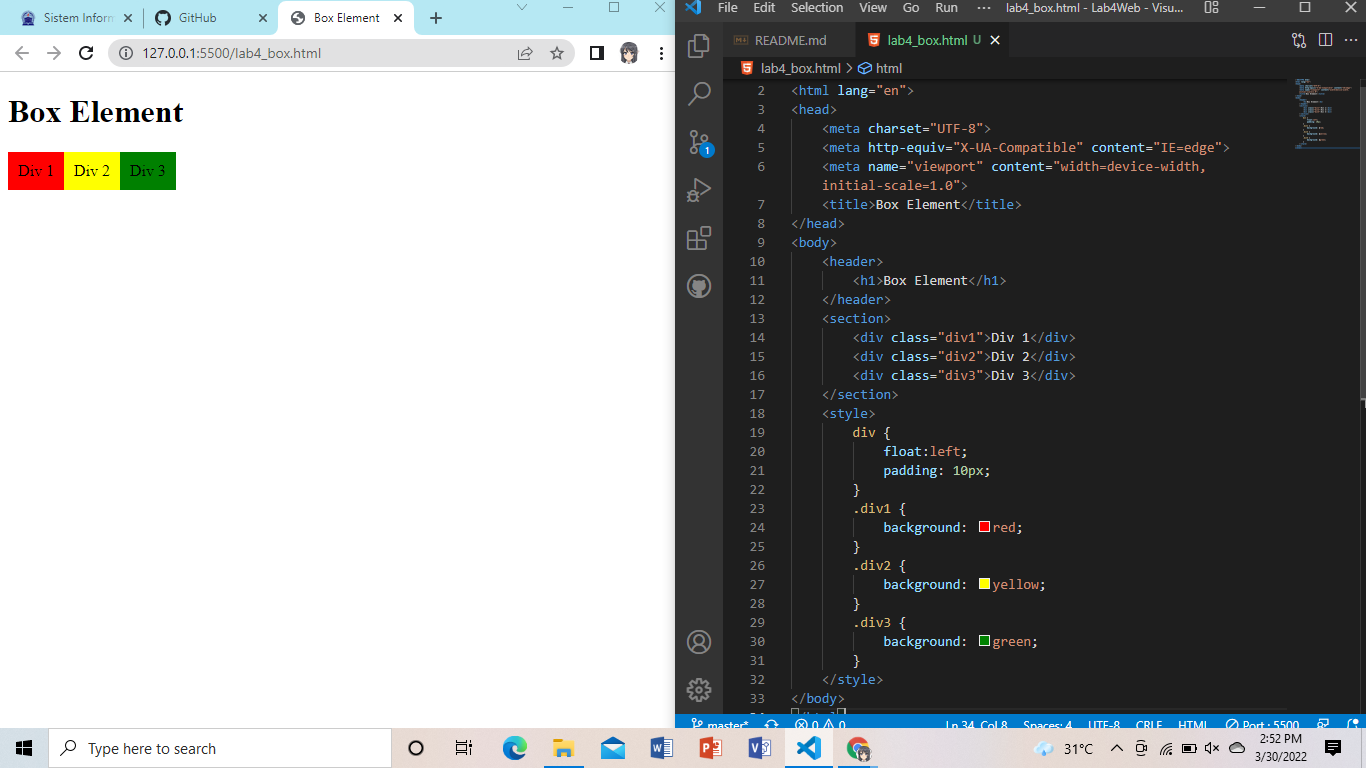 Sistem Inforr
GitHub
Box Element
127.0.0.1:5500/lab4_box.html
Box Element
Div 1 Div 2 Div 3
File Edit Selection View Go Run ··· lab4_box.html - Lab4Web - Visu...
README.md
lab4_box.html U
lab4_box.html > html
2 <html lang="en">
3 <head>
4 <meta charset="UTF-8">
5 <meta http-equiv="X-UA-Compatible" content="IE=edge">
6 <meta name="viewport" content="width=device-width,
initial-scale=1.0">
7 <title>Box Element</title>
8 </head>
9 <body>
10 <header>
11 <h1>Box Element</h1>
12 </header>
13 <section>
14 <div class="div1">Div 1</div>
15 <div class="div2">Div 2</div>
16 <div class="div3">Div 3</div>
17 </section>
18 <style>
19 div {
20 float:left;
21 padding: 10px;
22 }
23 .div1 {
24 background: red;
25 }
26 .div2 {
27 background: yellow;
28 }
29 .div3 {
30 background: green;
31 }
32 </style>
33 </body>
1
master* 0 0 Ln 34, Col 8 Spaces: 4 UTF-8 CRLF HTML Port : 5500
Type here to search
31°C
2:52 PM
3/30/2022